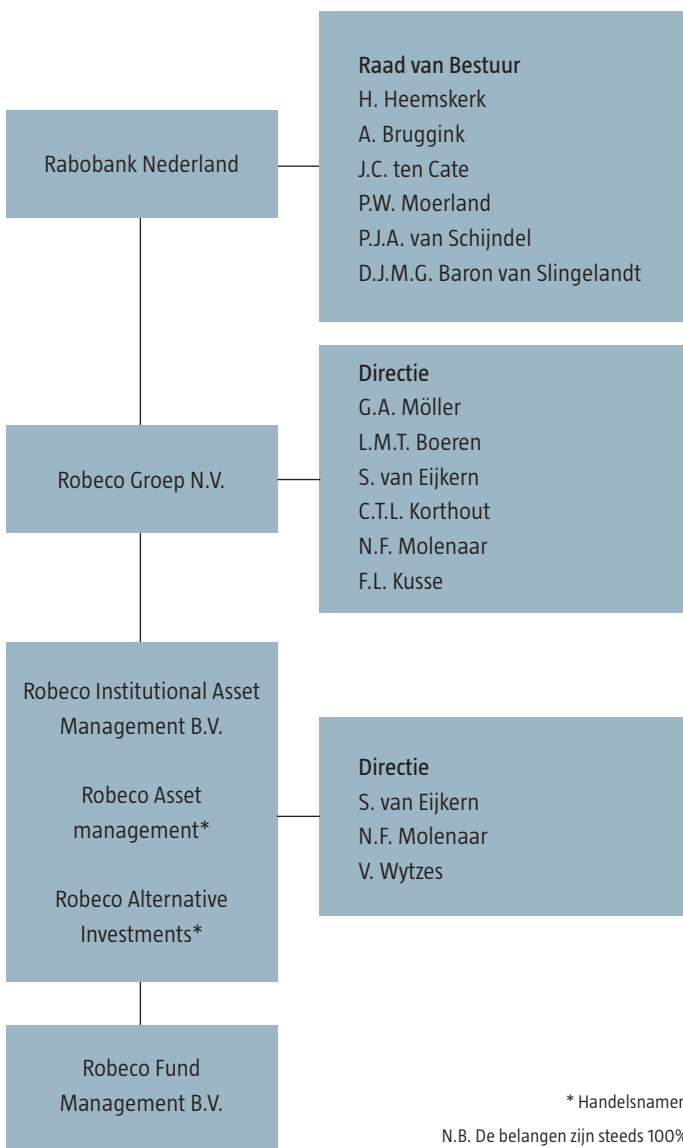 Rabobank Nederland
Raad van Bestuur
H. Heemskerk
A. Bruggink
J.C. ten Cate
P.W. Moerland
P.J.A. van Schijndel
D.J.M.G. Baron van Slingelandt
Robeco Groep N.V.
Directie
G.A. Möller
L.M.T. Boeren
S. van Eijkern
C.T.L. Korthout
N.F. Molenaar
F.L. Kusse
Robeco Institutional Asset
Management B.V.
Robeco Asset
management*
Robeco Alternative
Investments*
Directie
S. van Eijkern
N.F. Molenaar
V. Wytzes
Robeco Fund
Management B.V.
* Handelsnamen
N.B. De belangen zijn steeds 100%